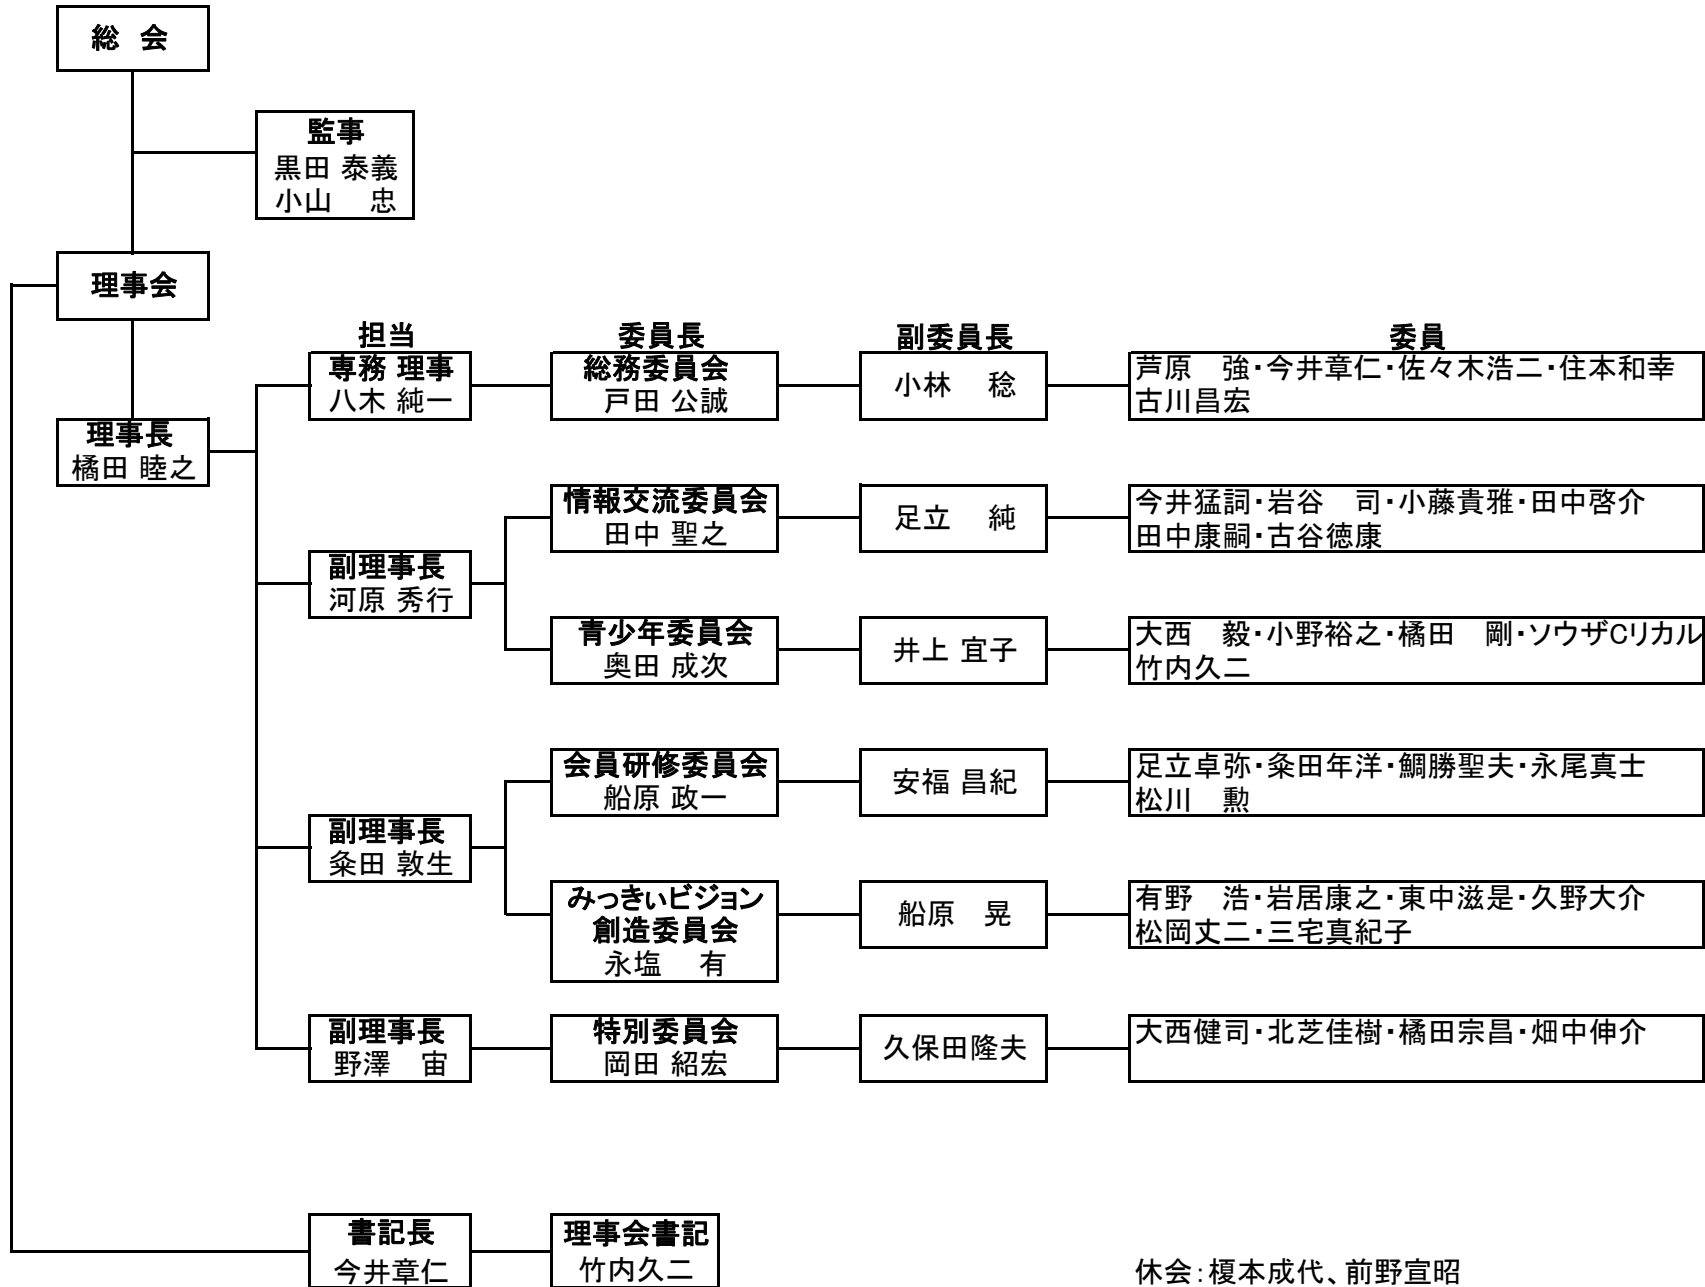 総 会
監事
黒田 泰義
小山 忠
理事会
理事長
橘田 睦之
担当
委員長
副委員長
委員
専務 理事
八木 純一
総務委員会
戸田 公誠
小林 稔
芦原 強・今井章仁・佐々木浩二・住本和幸
古川昌宏
副理事長
河原 秀行
情報交流委員会
田中 聖之
足立 純
今井猛詞・岩谷 司・小藤貴雅・田中啓介
田中康嗣・古谷徳康
青少年委員会
奥田 成次
井上 宜子
大西 毅・小野裕之・橘田 剛・ソウザCリカル
竹内久二
副理事長
粂田 敦生
会員研修委員会
船原 政一
安福 昌紀
足立卓弥・粂田年洋・鯛勝聖夫・永尾真士
松川 勲
みっきぃビジョン
創造委員会
永塩 有
船原 晃
有野 浩・岩居康之・東中滋是・久野大介
松岡丈二・三宅真紀子
副理事長
野澤 宙
特別委員会
岡田 紹宏
久保田隆夫
大西健司・北芝佳樹・橘田宗昌・畑中伸介
書記長
今井章仁
理事会書記
竹内久二
休会：榎本成代、前野宣昭